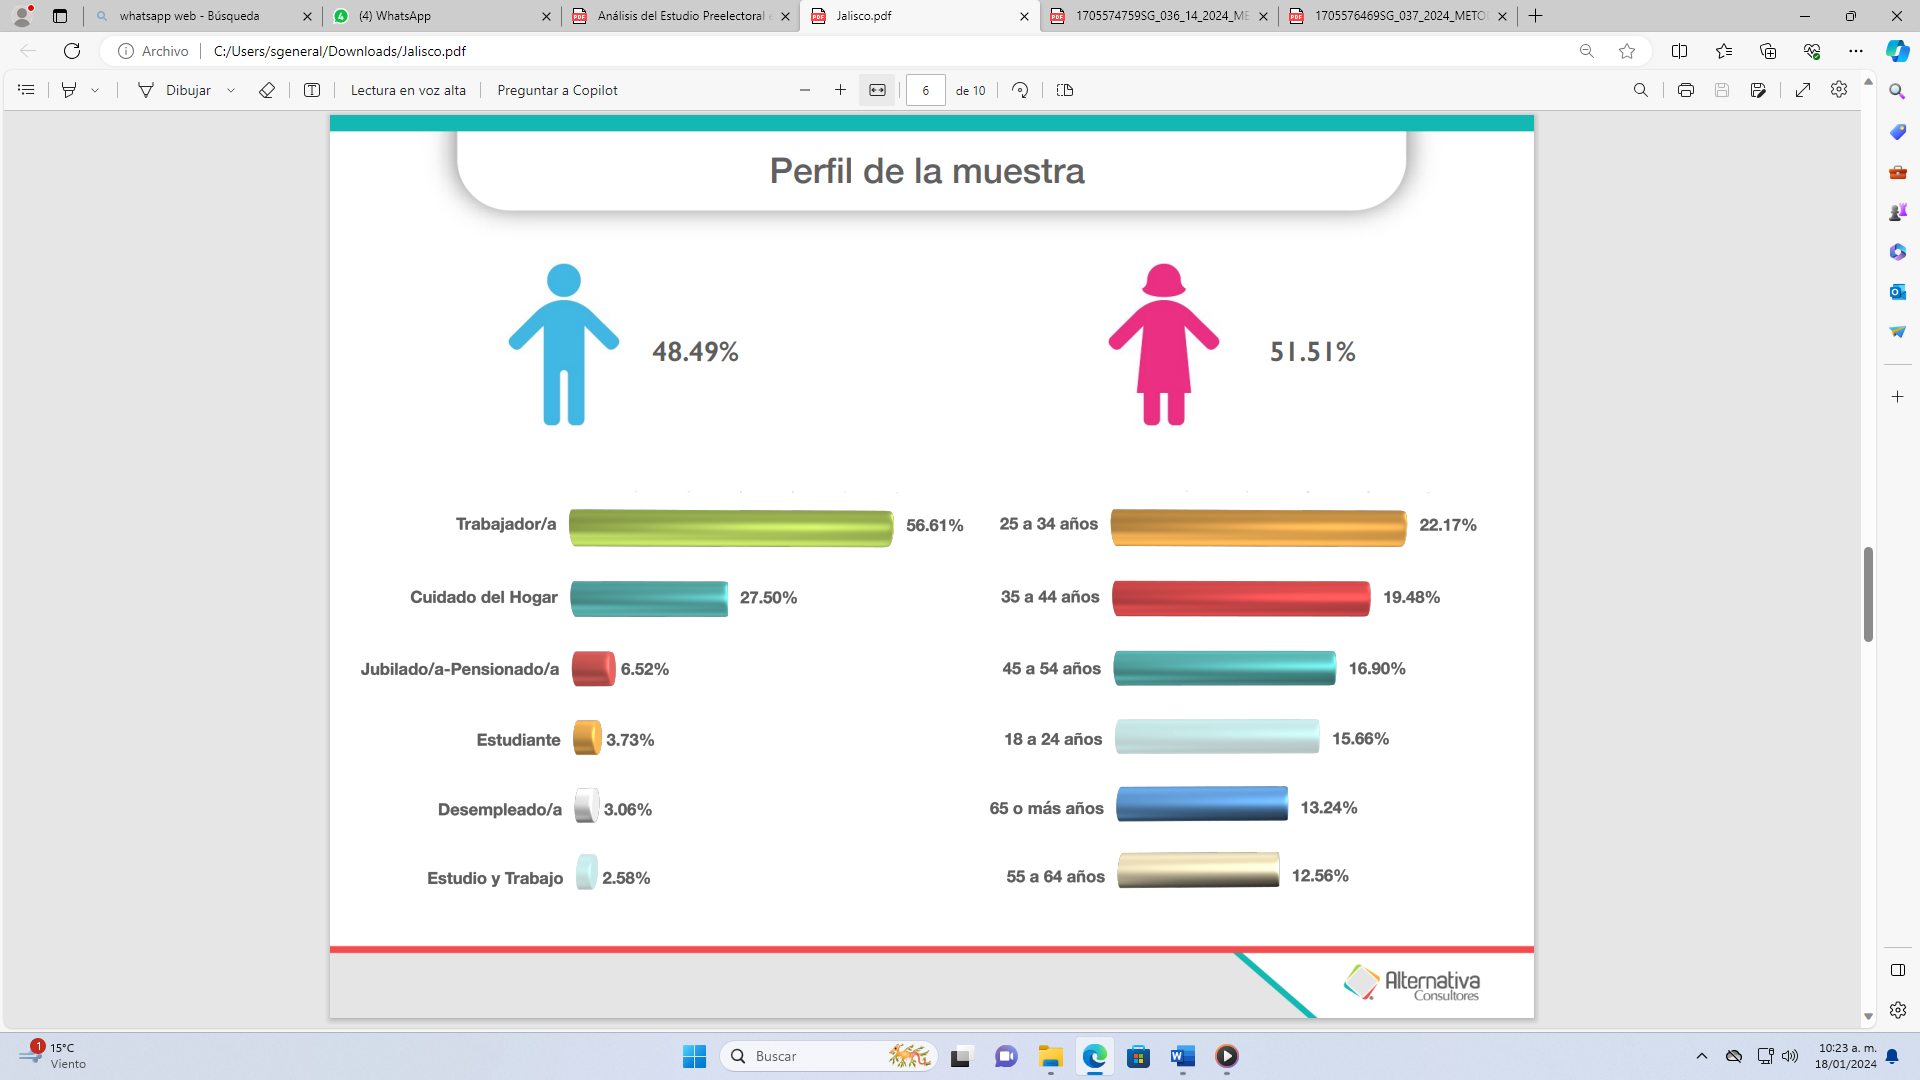 whatsapp web - Búsqueda
(4) WhatsApp
Análisis del Estudio Preelectoral
Jalisco.pdf
1705574759SG_036_14_2024_ME
1705576469SG_037_2024_METO
Archivo
C:/Users/sgeneral/Downloads/Jalisco.pdf
Dibujar
Lectura en voz alta
Preguntar a Copilot
6
de 10
Perfil de la muestra
48.49%
51.51%
Trabajador/a 56.61%
Cuidado del Hogar 27.50%
Jubilado/a-Pensionado/a 6.52%
Estudiante 3.73%
Desempleado/a 3.06%
Estudio y Trabajo 2.58%
25 a 34 años 22.17%
35 a 44 años 19.48%
45 a 54 años 16.90%
18 a 24 años 15.66%
65 o más años 13.24%
55 a 64 años 12.56%
Alternativa
Consultores
1
15°C
Viento
Buscar
10:23 a. m.
18/01/2024